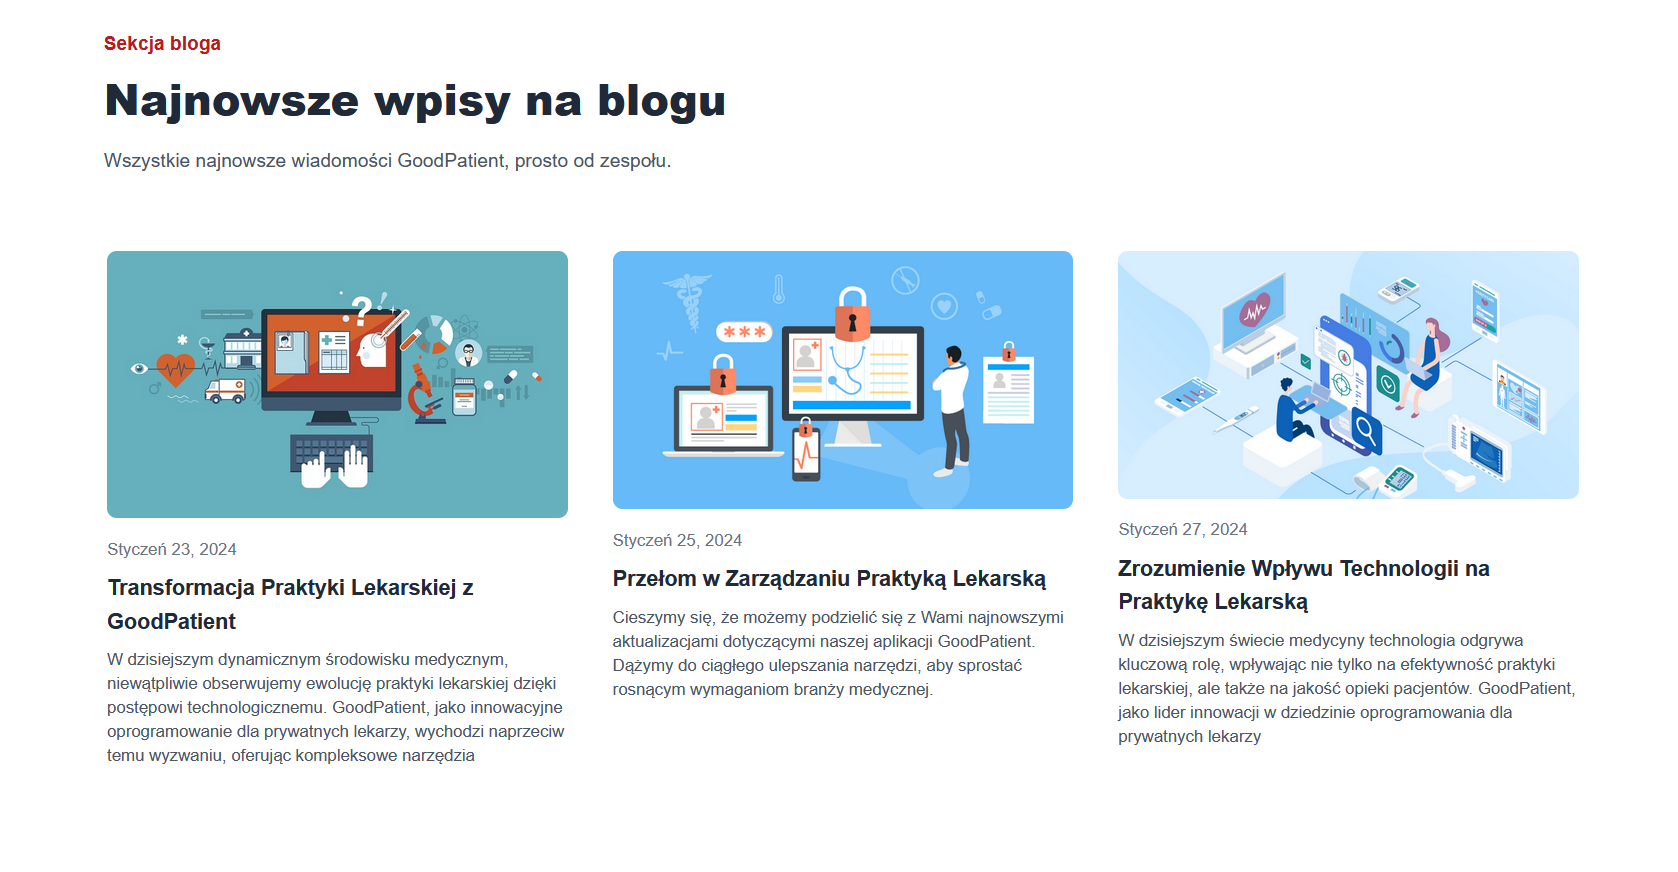 Sekcja bloga
Najnowsze wpisy na blogu
Wszystkie najnowsze wiadomości GoodPatient, prosto od zespołu.
Styczeń 23, 2024
Transformacja Praktyki Lekarskiej z
GoodPatient
W dzisiejszym dynamicznym środowisku medycznym,
niewątpliwie obserwujemy ewolucję praktyki lekarskiej dzięki
postępowi technologicznemu. GoodPatient, jako innowacyjne
oprogramowanie dla prywatnych lekarzy, wychodzi naprzeciw
temu wyzwaniu, oferując kompleksowe narzędzia
Styczeń 25, 2024
Przełom w Zarządzaniu Praktyką Lekarską
Cieszymy się, że możemy podzielić się z Wami najnowszymi
aktualizacjami dotyczącymi naszej aplikacji GoodPatient.
Dążymy do ciągłego ulepszania narzędzi, aby sprostać
rosnącym wymaganiom branży medycznej.
Styczeń 27, 2024
Zrozumienie Wpływu Technologii na
Praktykę Lekarską
W dzisiejszym świecie medycyny technologia odgrywa
kluczową rolę, wpływając nie tylko na efektywność praktyki
lekarskiej, ale także na jakość opieki pacjentów. GoodPatient,
jako lider innowacji w dziedzinie oprogramowania dla
prywatnych lekarzy